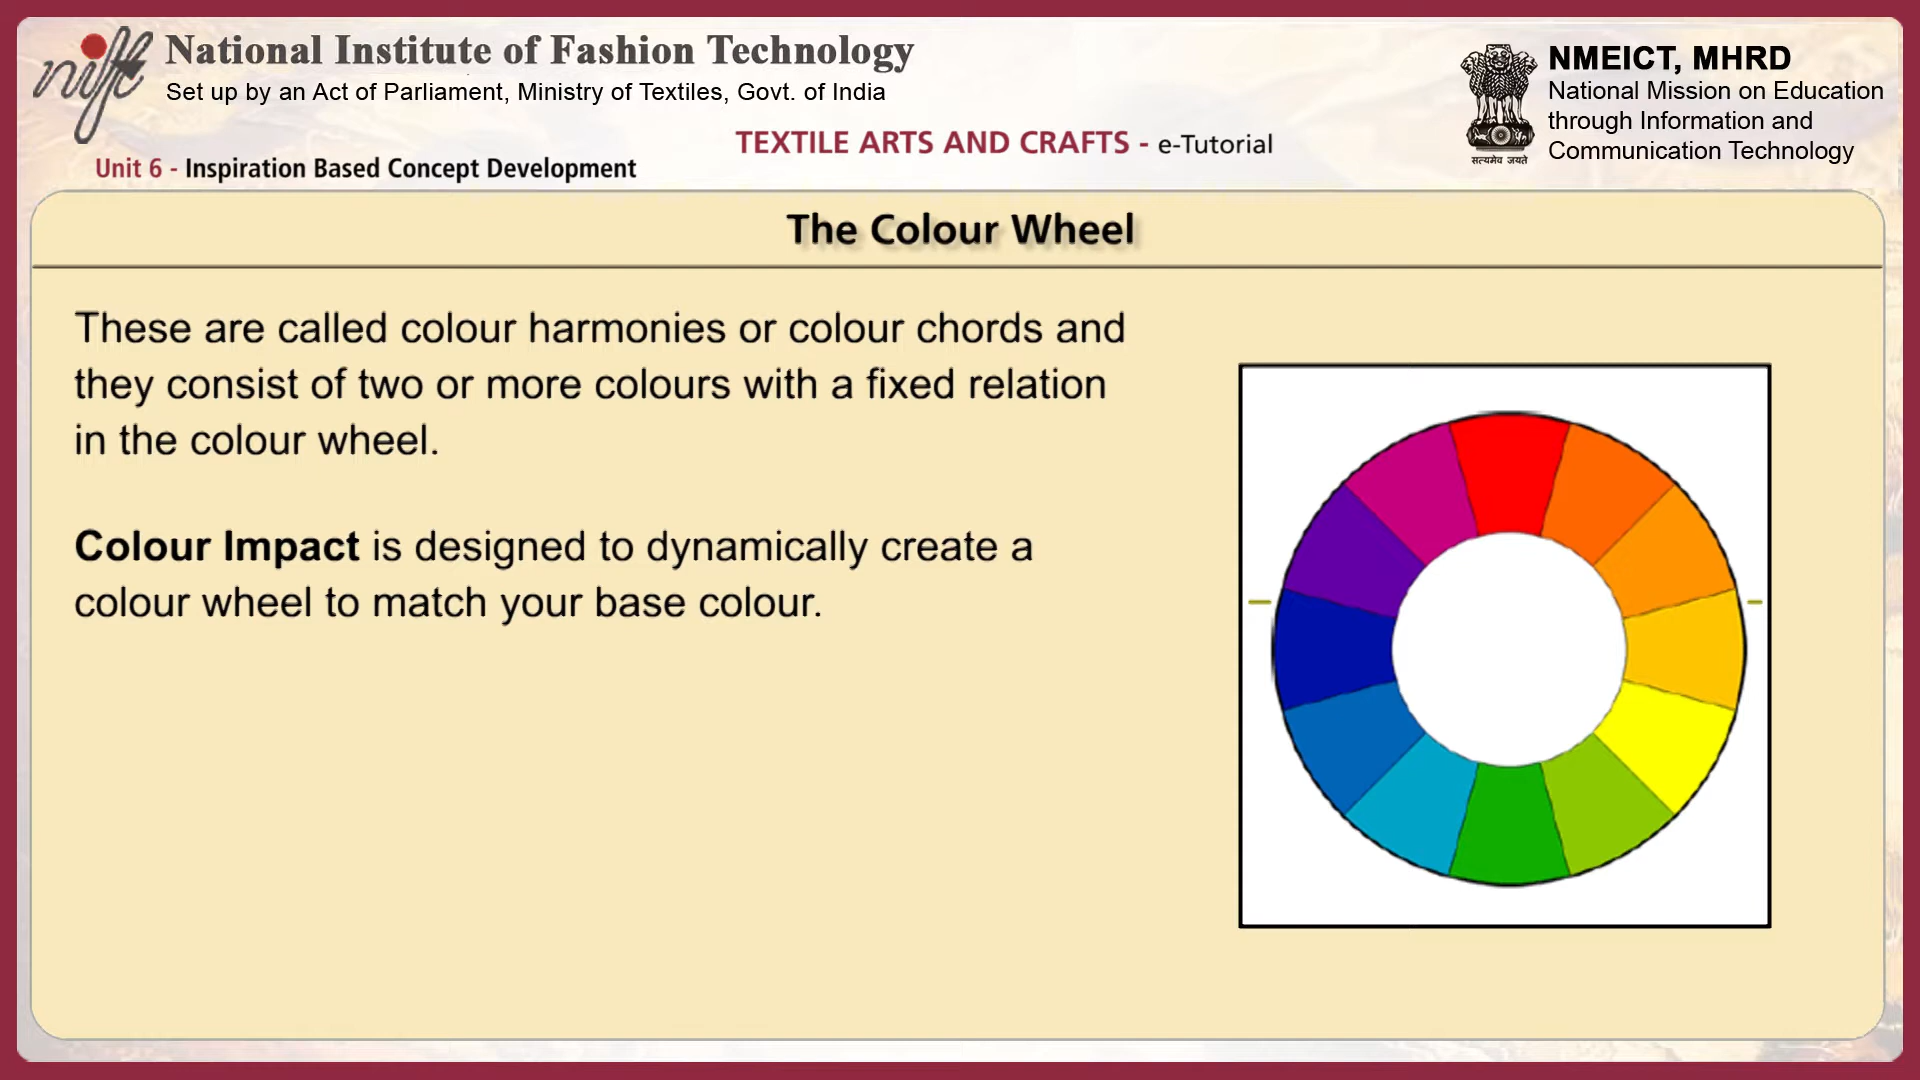 nift
National Institute of Fashion Technology
Set up by an Act of Parliament, Ministry of Textiles, Govt. of India
NMEICT, MHRD
National Mission on Education
through Information and
Communication Technology
सत्यमेव जयते
TEXTILE ARTS AND CRAFTS - e-Tutorial
Unit 6 - Inspiration Based Concept Development
The Colour Wheel
These are called colour harmonies or colour chords and
they consist of two or more colours with a fixed relation
in the colour wheel.
Colour Impact is designed to dynamically create a
colour wheel to match your base colour.